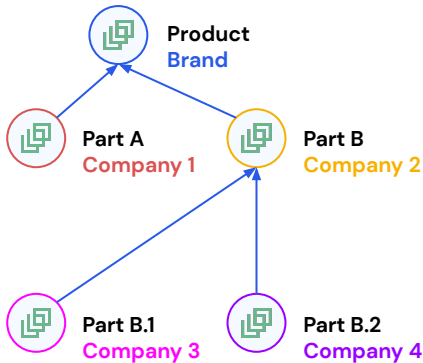 Product
Brand
Part A
Company 1
Part B
Company 2
Part B.1
Company 3
Part B.2
Company 4